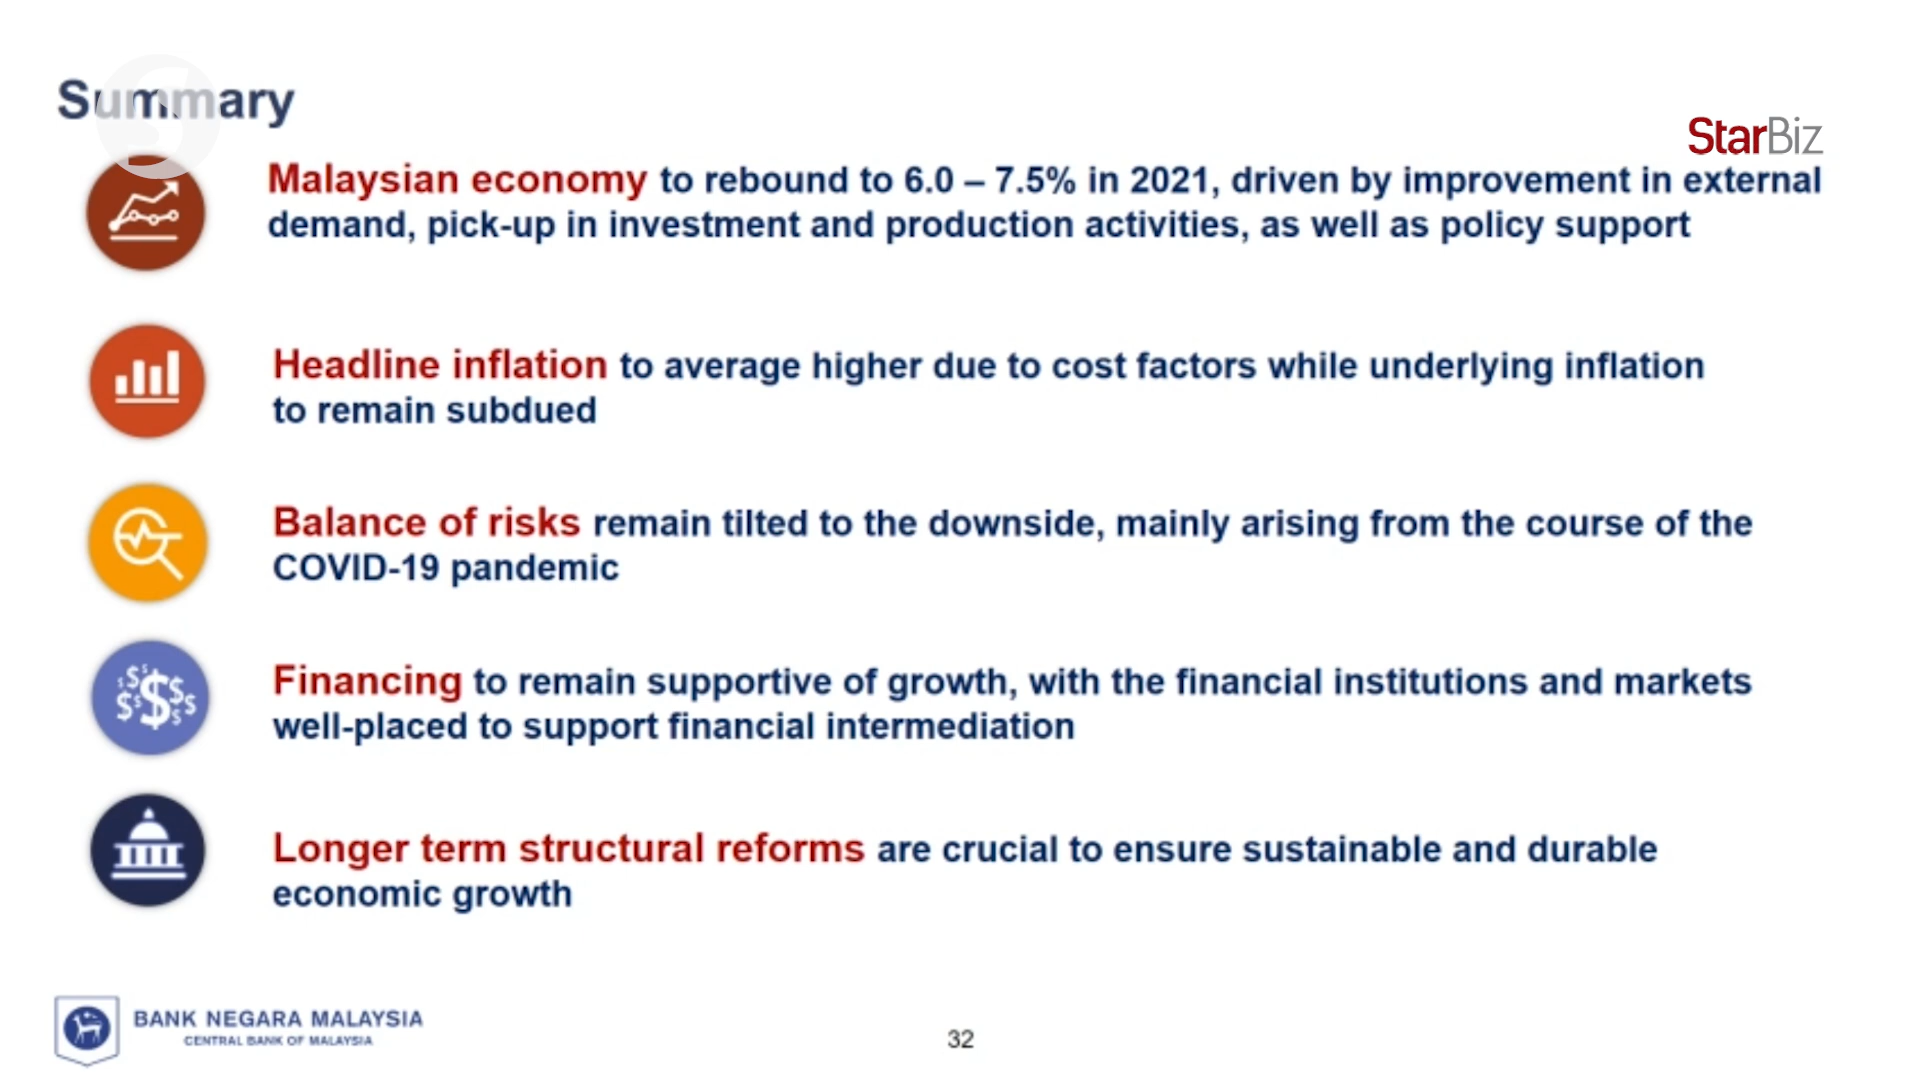 Summary
StarBiz
Malaysian economy to rebound to 6.0 – 7.5% in 2021, driven by improvement in external
demand, pick-up in investment and production activities, as well as policy support
Headline inflation to average higher due to cost factors while underlying inflation
to remain subdued
Balance of risks remain tilted to the downside, mainly arising from the course of the
COVID-19 pandemic
Financing to remain supportive of growth, with the financial institutions and markets
well-placed to support financial intermediation
Longer term structural reforms are crucial to ensure sustainable and durable
economic growth
BANK NEGARA MALAYSIA
CENTRAL BANK OF MALAYSIA
32